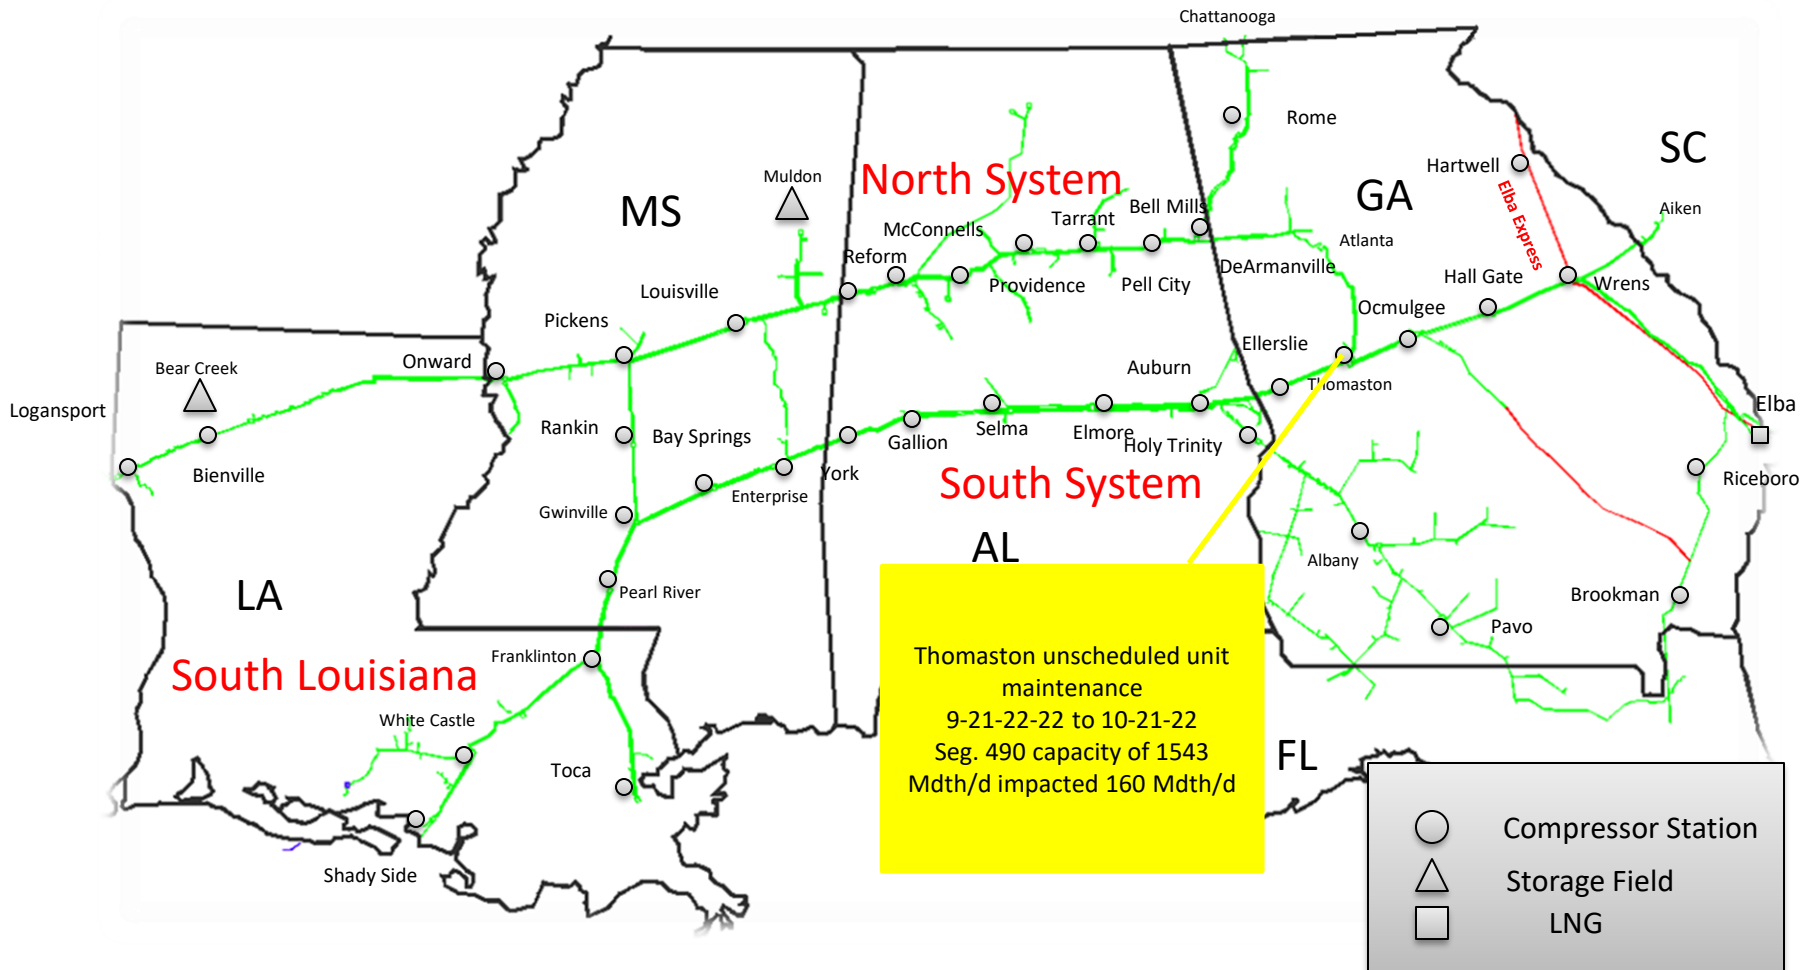 Chattanooga
Rome
SC
Hartwell
Muldon
North System
GA
MS
Elba Express
Aiken
Bell Mills
Tarrant
McConnells
Atlanta
Reform
DeArmanville
Hall Gate
Wrens
Louisville
Providence
Pell City
Ocmulgee
Pickens
Ellerslie
Onward
Bear Creek
Auburn
Thomaston
Logansport
Elba
Rankin
Bay Springs
Gallion
Selma
Elmore
Holy Trinity
Bienville
York
Enterprise
South System
Riceboro
Gwinville
AL
Albany
LA
Pearl River
Brookman
Pavo
Franklinton
South Louisiana
Thomaston unscheduled unit
maintenance
9-21-22-22 to 10-21-22
Seg. 490 capacity of 1543
Mdth/d impacted 160 Mdth/d
White Castle
Toca
FL
Shady Side
Compressor Station
Storage Field
LNG